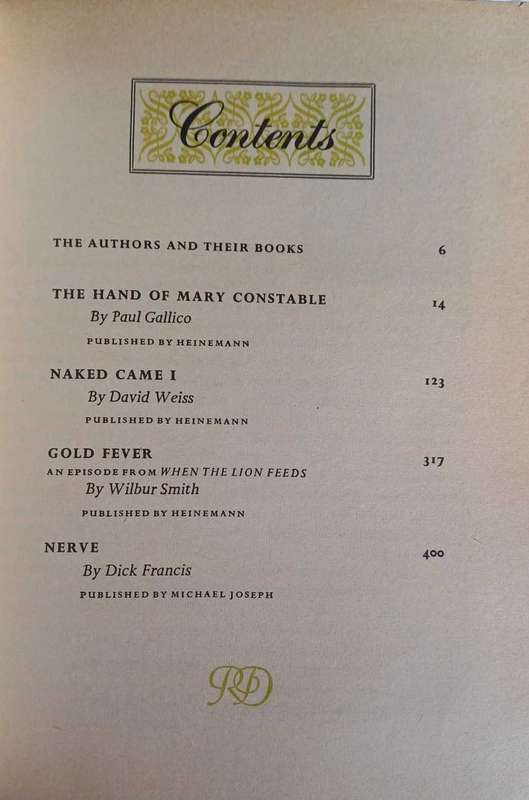 Contents
THE AUTHORS AND THEIR BOOKS 6
THE HAND OF MARY CONSTABLE 14
By Paul Gallico
PUBLISHED BY HEINEMANN
NAKED CAME I 123
By David Weiss
PUBLISHED BY HEINEMANN
GOLD FEVER 317
AN EPISODE FROM WHEN THE LION FEEDS
By Wilbur Smith
PUBLISHED BY HEINEMANN
NERVE 400
By Dick Francis
PUBLISHED BY MICHAEL JOSEPH
RD